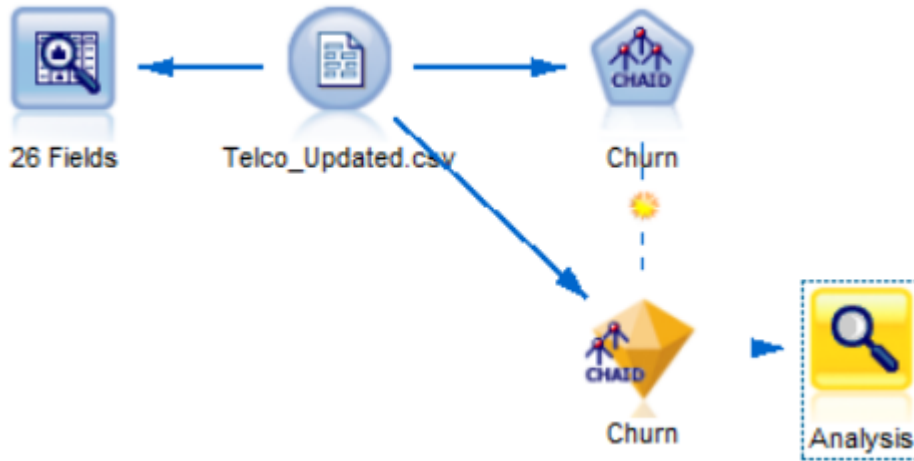 CHAID
26 Fields
Telco_Updated.csv
Churn
CHAID
Churn
Analysis